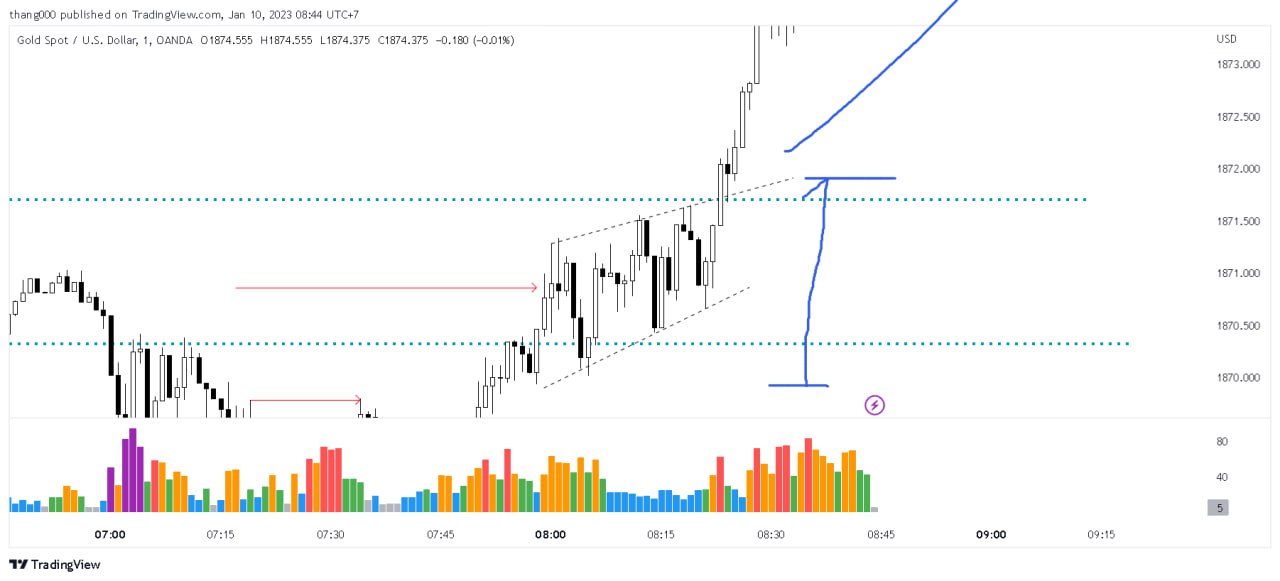 thang000 published on TradingView.com, Jan 10, 2023 08:44 UTC+7
Gold Spot / U.S. Dollar, 1, OANDA O1874.555 H1874.555 L1874.375 C1874.375 −0.180 (−0.01%)
USD
1873.000
1872.500
1872.000
1871.500
1871.000
1870.500
1870.000
80
40
5
07:00 07:15 07:30 07:45 08:00 08:15 08:30 08:45 09:00 09:15
TradingView